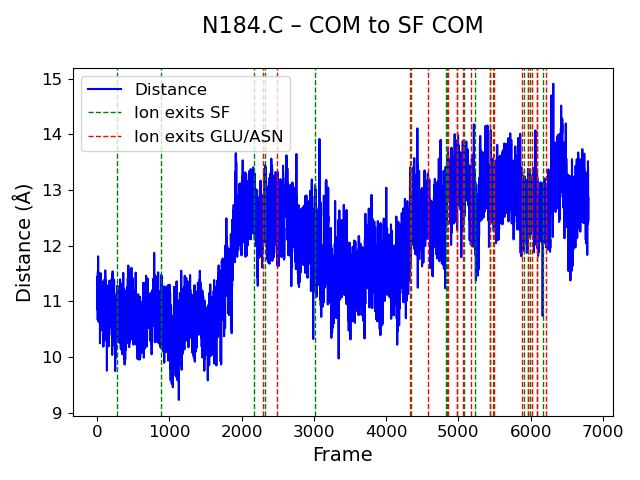 N184.C – COM to SF COM
Distance
Ion exits SF
Ion exits GLU/ASN
Distance (Å)
15
14
13
12
11
10
9
0 1000 2000 3000 4000 5000 6000 7000
Frame